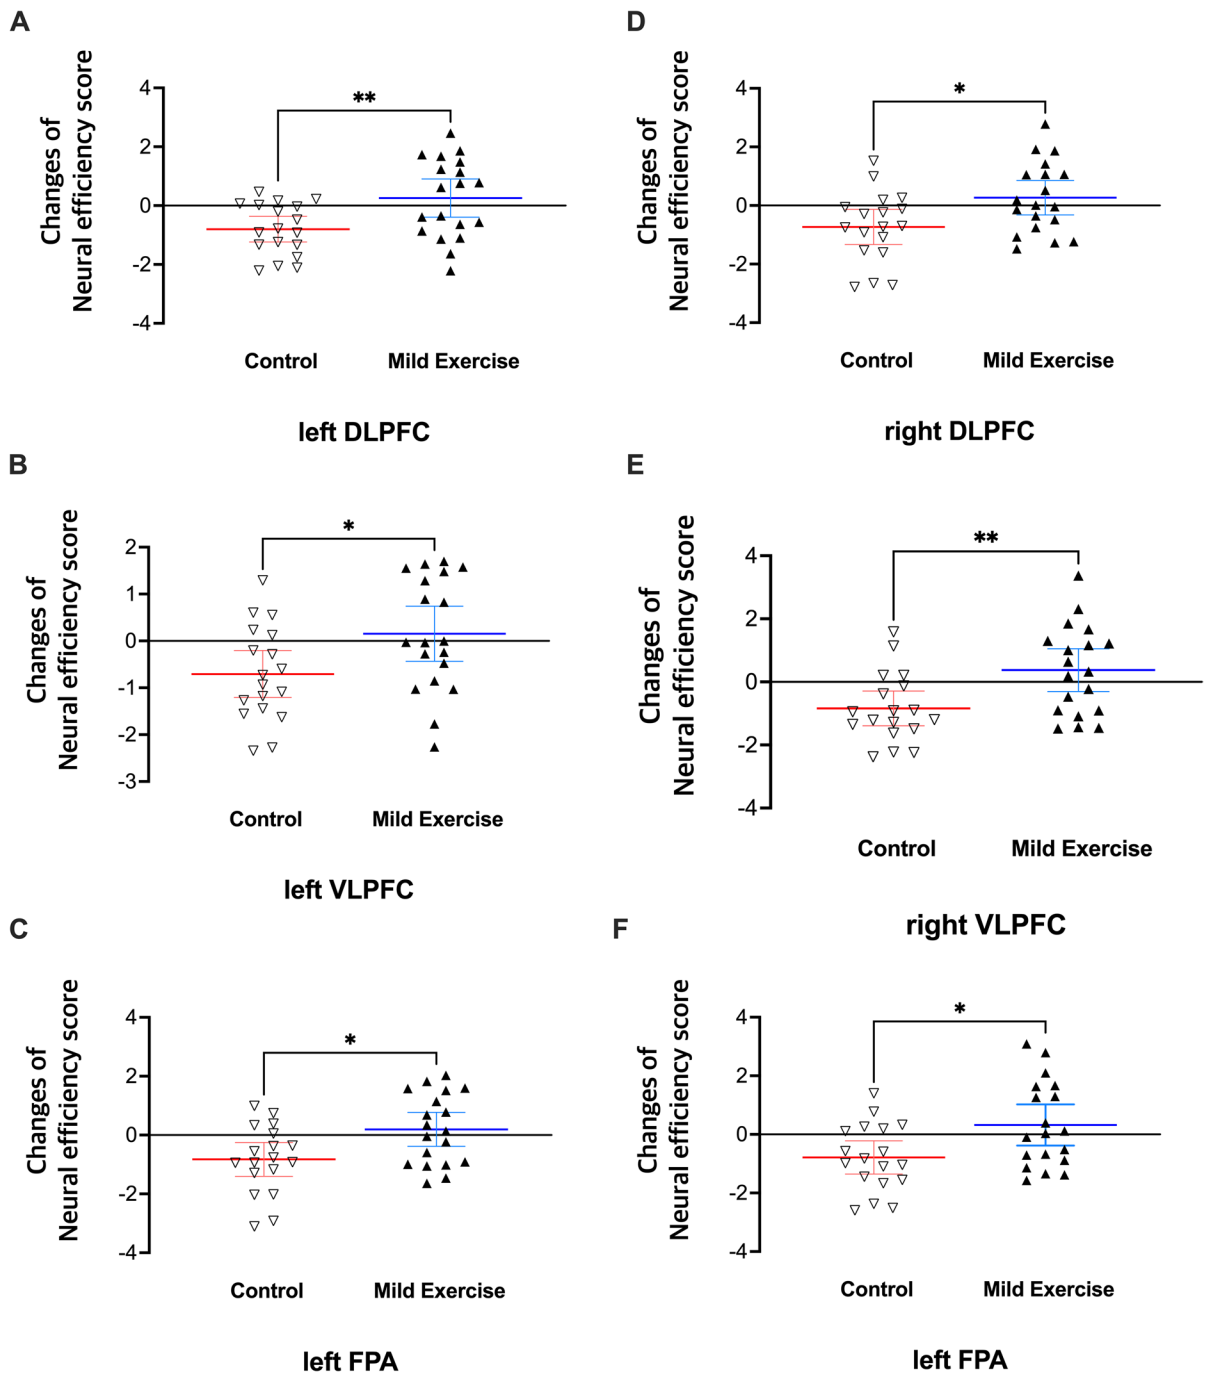 A
Changes of
Neural efficiency score
4
2
0
-2
-4
**
Control
Mild Exercise
left DLPFC
D
Changes of
Neural efficiency score
4
2
0
-2
-4
*
Control
Mild Exercise
right DLPFC
B
Changes of
Neural efficiency score
2
1
0
-1
-2
-3
*
Control
Mild Exercise
left VLPFC
E
Changes of
Neural efficiency score
4
2
0
-2
-4
**
Control
Mild Exercise
right VLPFC
C
Changes of
Neural efficiency score
4
2
0
-2
-4
*
Control
Mild Exercise
left FPA
F
Changes of
Neural efficiency score
4
2
0
-2
-4
*
Control
Mild Exercise
left FPA